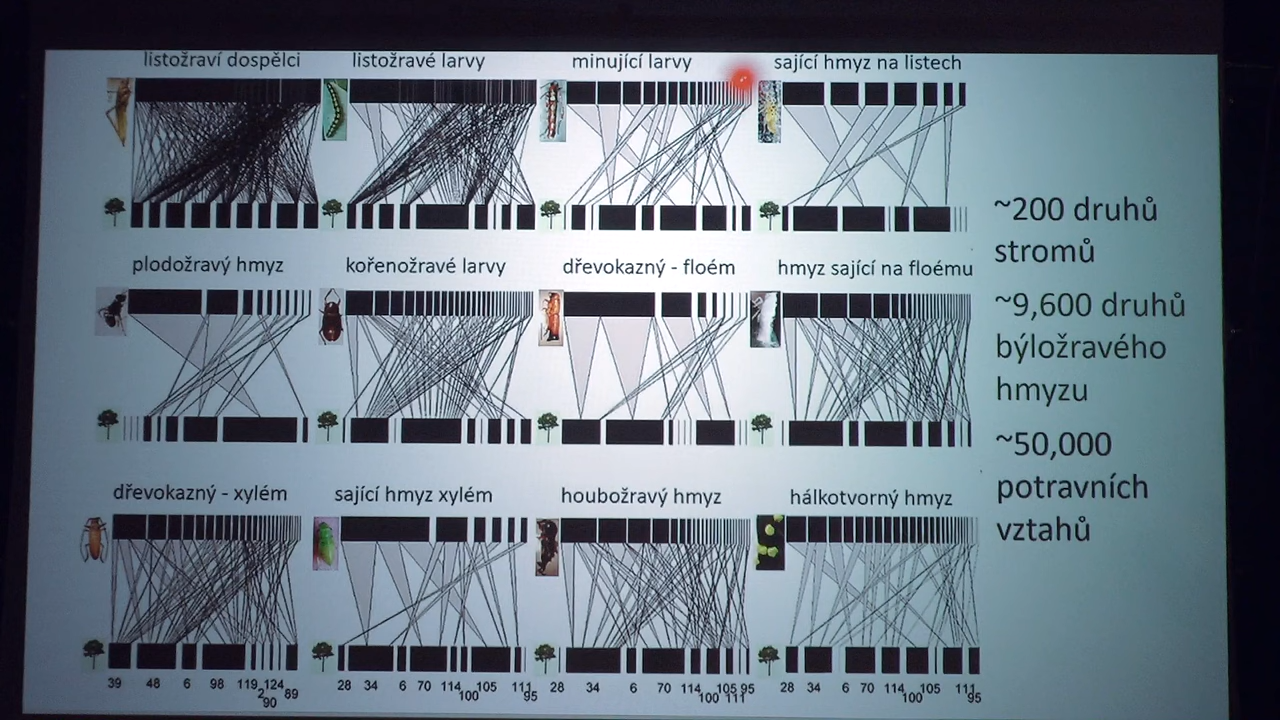 listožraví dospělci
listožravé larvy
minující larvy
sající hmyz na listech
plodožravý hmyz
kořenožravé larvy
dřevokazný - floém
hmyz sající na floému
dřevokazný - xylém
sající hmyz xylém
houbožravý hmyz
hálkotvorný hmyz
39 48 6 98 119 2 90 124 89
28 34 6 70 114 100 105 111 95
28 34 6 70 114 100 105 111 95
28 34 6 70 114 100 105 111 95
~200 druhů
stromů
~9,600 druhů
býložravého
hmyzu
~50,000
potravních
vztahů